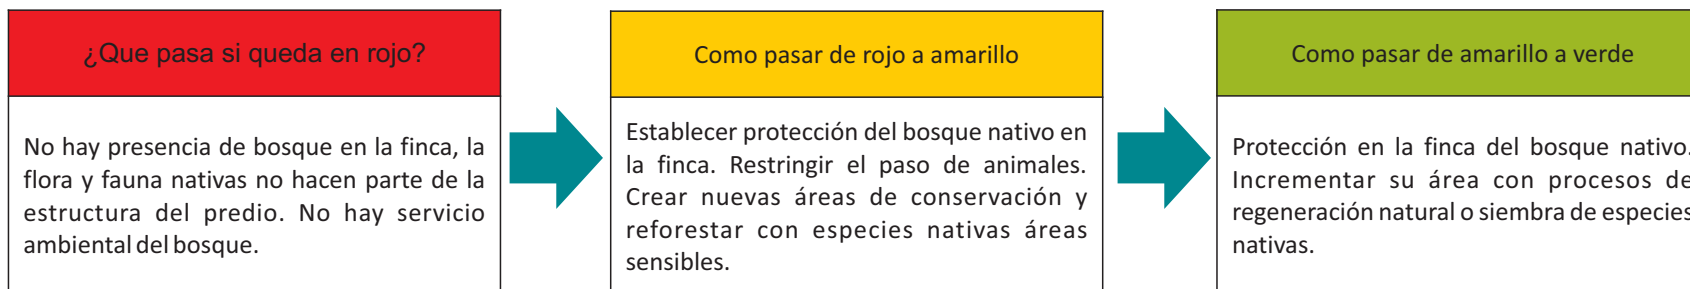 ¿Que pasa si queda en rojo?
No hay presencia de bosque en la finca, la
flora y fauna nativas no hacen parte de la
estructura del predio. No hay servicio
ambiental del bosque.
Como pasar de rojo a amarillo
Establecer protección del bosque nativo en
la finca. Restringir el paso de animales.
Crear nuevas áreas de conservación y
reforestar con especies nativas áreas
sensibles.
Como pasar de amarillo a verde
Protección en la finca del bosque nativo.
Incrementar su área con procesos de
regeneración natural o siembra de especies
nativas.